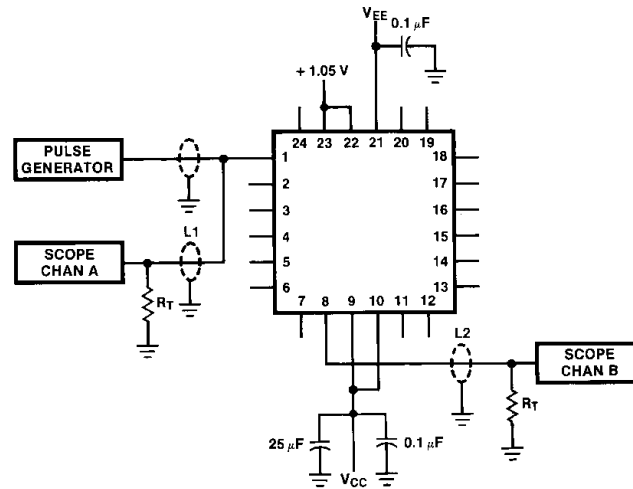 VEE
0.1 µF
+ 1.05 V
24 23 22 21 20 19
PULSE
GENERATOR
1
18
2
17
3
16
L1
4
15
SCOPE
CHAN A
5
14
6
13
RT
7 8 9 10 11 12
L2
SCOPE
CHAN B
RT
25 µF
0.1 µF
VCC